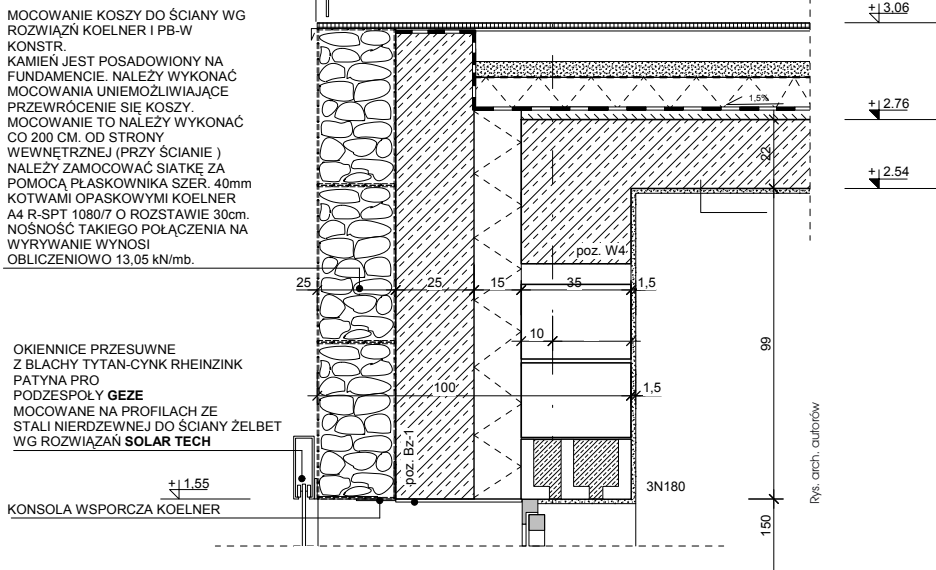 MOCOWANIE KOSZY DO ŚCIANY WG
ROZWIĄZŃ KOELNER I PB-W
KONSTR.
KAMIEŃ JEST POSADOWIONY NA
FUNDAMENCIE. NALEŻY WYKONAĆ
MOCOWANIA UNIEMOŻLIWIAJĄCE
PRZEWRÓCENIE SIĘ KOSZY.
MOCOWANIE TO NALEŻY WYKONAĆ
CO 200 CM. OD STRONY
WEWNĘTRZNEJ (PRZY ŚCIANIE )
NALEŻY ZAMOCOWAĆ SIATKĘ ZA
POMOCĄ PŁASKOWNIKA SZER. 40mm
KOTWAMI OPASKOWYMI KOELNER
A4 R-SPT 1080/7 O ROZSTAWIE 30cm.
NOŚNOŚĆ TAKIEGO POŁĄCZENIA NA
WYRYWANIE WYNOSI
OBLICZENIOWO 13,05 kN/mb.
OKIENNICE PRZESUWNE
Z BLACHY TYTAN-CYNK RHEINZINK
PATYNA PRO
PODZESPOŁY GEZE
MOCOWANE NA PROFILACH ZE
STALI NIERDZEWNEJ DO ŚCIANY ŻELBET
WG ROZWIĄZAŃ SOLAR TECH
+ 1,55
KONSOLA WSPORCZA KOELNER
25
25
15
35
1,5
10
100
1,5
poz. Bz-1
poz. W4
3N180
1,5%
22
99
150
+ 3,06
+ 2.76
+ 2.54
Rys. arch. autorów